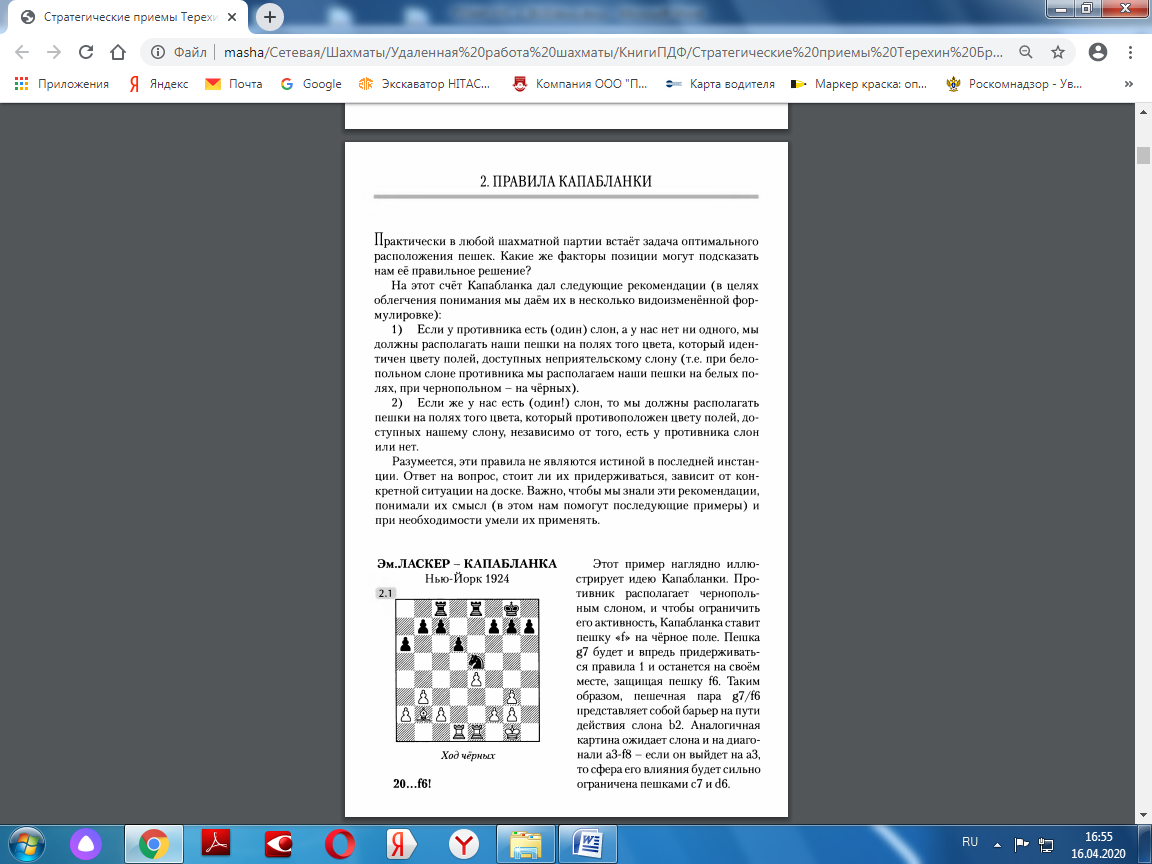 Стратегические приемы Терехи
Файл | masha/Сетевая/Шахматы/Удаленная%20работа%20шахматы/КнигиПДФ/Стратегические%20приемы%20Терехин%20Бр...
Приложения Яндекс Почта Google Экскаватор HITAC... Компания ООО "П... Карта водителя Маркер краска: оп... Роскомнадзор - Ув... »
2. ПРАВИЛА КАПАБЛАНКИ
Практически в любой шахматной партии встаёт задача оптимального
расположения пешек. Какие же факторы позиции могут подсказать
нам её правильное решение?
На этот счёт Капабланка дал следующие рекомендации (в целях
облегчения понимания мы даём их в несколько видоизменённой фор-
мулировке):
1) Если у противника есть (один) слон, а у нас нет ни одного, мы
должны располагать наши пешки на полях того цвета, который иден-
тичен цвету полей, доступных неприятельскому слону (т.е. при бело-
польном слоне противника мы располагаем наши пешки на белых по-
лях, при чернопольном – на чёрных).
2) Если же у нас есть (один!) слон, то мы должны располагать
пешки на полях того цвета, который противоположен цвету полей, до-
ступных нашему слону, независимо от того, есть у противника слон
или нет.
Разумеется, эти правила не являются истиной в последней инстан-
ции. Ответ на вопрос, стоит ли их придерживаться, зависит от кон-
кретной ситуации на доске. Важно, чтобы мы знали эти рекомендации,
понимали их смысл (в этом нам помогут последующие примеры) и
при необходимости умели их применять.
Эм.ЛАСКЕР – КАПАБЛАНКА
Нью-Йорк 1924
2.1
Ход чёрных
20...f6!
Этот пример наглядно иллю-
стрирует идею Капабланки. Про-
тивник располагает чернополь-
ным слоном, и чтобы ограничить
его активность, Капабланка ставит
пешку «f» на чёрное поле. Пешка
g7 будет и впредь придерживать-
ся правила 1 и останется на своём
месте, защищая пешку f6. Таким
образом, пешечная пара g7/f6
представляет собой барьер на пути
действия слона b2. Аналогичная
картина ожидает слона и на диаго-
нали a3-f8 – если он выйдет на a3,
то сфера его влияния будет сильно
ограничена пешками c7 и d6.
RU
16:55
16.04.2020